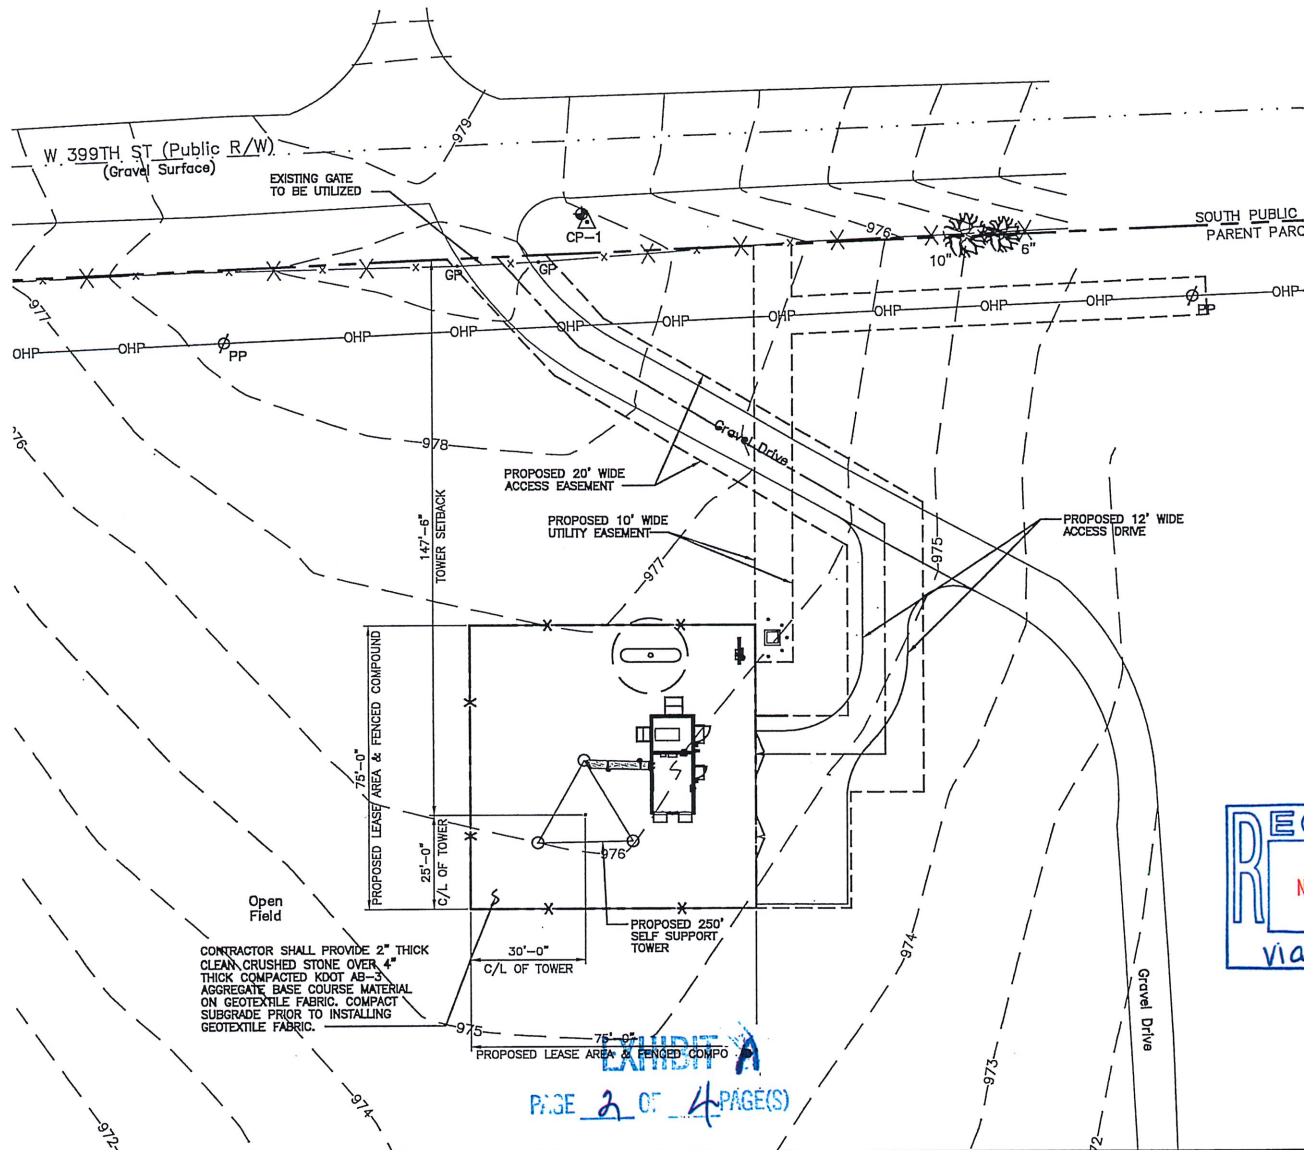 979
W 399TH ST (Public R/W)
(Gravel Surface)
EXISTING GATE
TO BE UTILIZED
CP-1
976
10"
6"
SOUTH PUBLIC
PARENT PARC
GP
GP
977
OHP
OHP
OHP
OHP
OHP
OHP
OHP
OHP
OHP
OHP
OHP
PP
PP
978
Gravel Drive
PROPOSED 20' WIDE
ACCESS EASEMENT
PROPOSED 10' WIDE
UTILITY EASEMENT
PROPOSED 12' WIDE
ACCESS DRIVE
147'-6"
TOWER SETBACK
977
975
75'-0"
PROPOSED LEASE AREA & FENCED COMPOUND
25'-0"
C/L OF TOWER
976
PROPOSED 250'
SELF SUPPORT
TOWER
30'-0"
C/L OF TOWER
Open
Field
CONTRACTOR SHALL PROVIDE 2" THICK
CLEAN CRUSHED STONE OVER 4"
THICK COMPACTED KDOT AB-3
AGGREGATE BASE COURSE MATERIAL
ON GEOTEXTILE FABRIC. COMPACT
SUBGRADE PRIOR TO INSTALLING
GEOTEXTILE FABRIC.
975
974
Gravel Drive
75'-0"
PROPOSED LEASE AREA & FENCED COMPO
EXHIBIT A
PAGE 2 OF 4 PAGE(S)
973
974
972
via